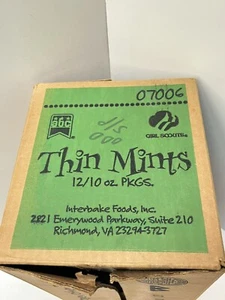 07006
GIRL SCOUTS®
Thin Mints
12/10 oz. PKGS.
Interbake Foods, Inc.
2821 Emerywood Parkway, Suite 210
Richmond, VA 23294-3727